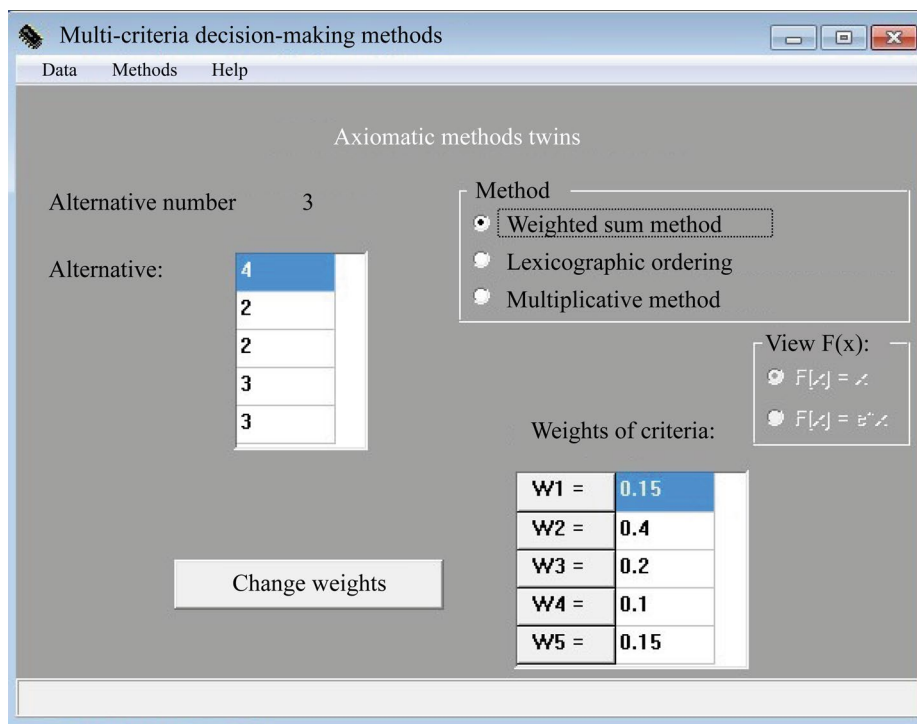 Multi-criteria decision-making methods
Data Methods Help
Axiomatic methods twins
Alternative number 3
Alternative:
4
2
2
3
3
Method
Weighted sum method
Lexicographic ordering
Multiplicative method
View F(x):
F[x] = x
F[x] = e^x
Weights of criteria:
W1 = 0.15
W2 = 0.4
W3 = 0.2
W4 = 0.1
W5 = 0.15
Change weights